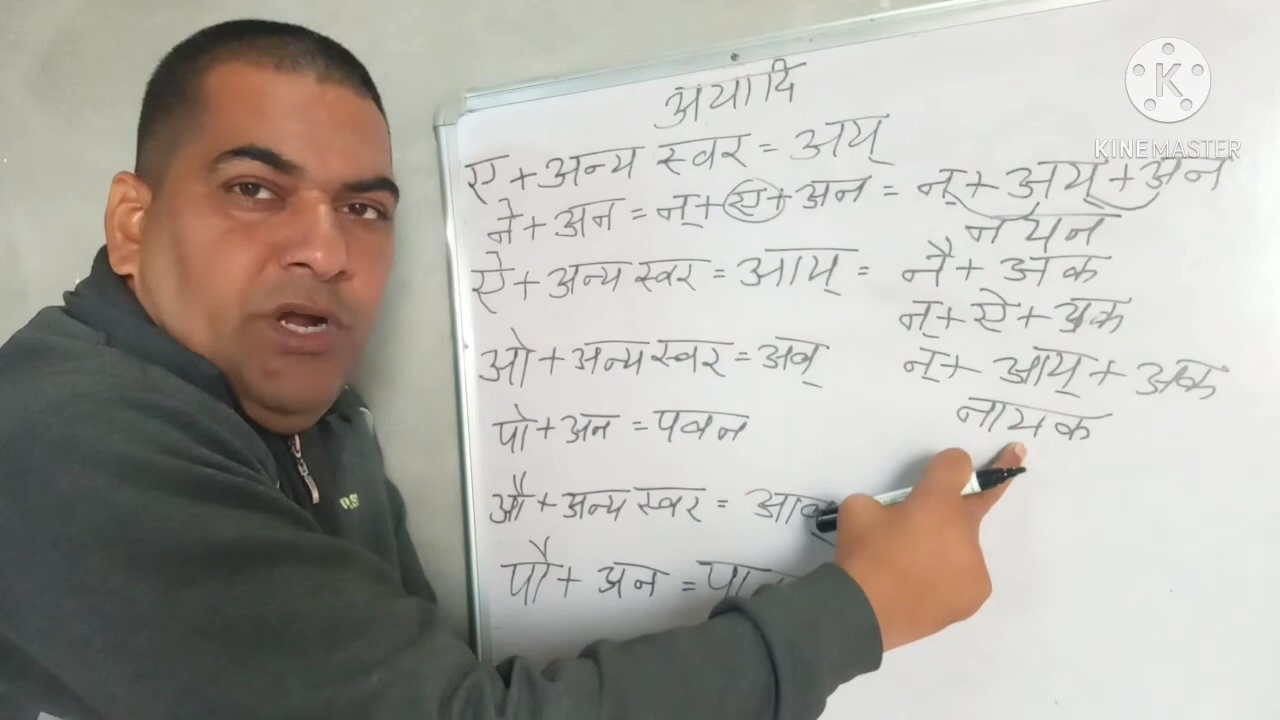 अयादि
ए + अन्य स्वर = अय्
ने + अन = न् + ए + अन = न् + अय् + अन
नयन
ऐ + अन्य स्वर = आय् = नै + अक
न् + ऐ + अक
ओ + अन्य स्वर = अव्
न् + आय् + अक
नायक
पो + अन = पवन
औ + अन्य स्वर = आव्
पौ + अन =
K
KINEMASTER